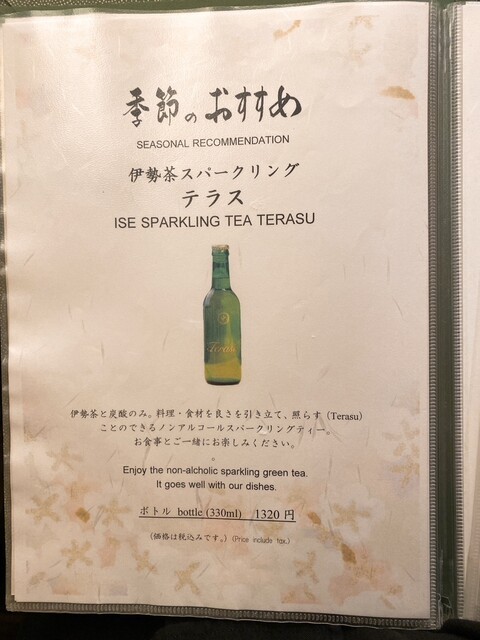 季節のおすすめ
SEASONAL RECOMMENDATION
伊勢茶スパークリング
テラス
ISE SPARKLING TEA TERASU
Terasu
伊勢茶と炭酸のみ。料理・食材を良さを引き立て、照らす（Terasu）
ことのできるノンアルコールスパークリングティー。
お食事とご一緒にお楽しみください。
Enjoy the non-alcholic sparkling green tea.
It goes well with our dishes.
ボトル bottle (330ml) 1320 円
（価格は税込みです。）(Price include tax.)